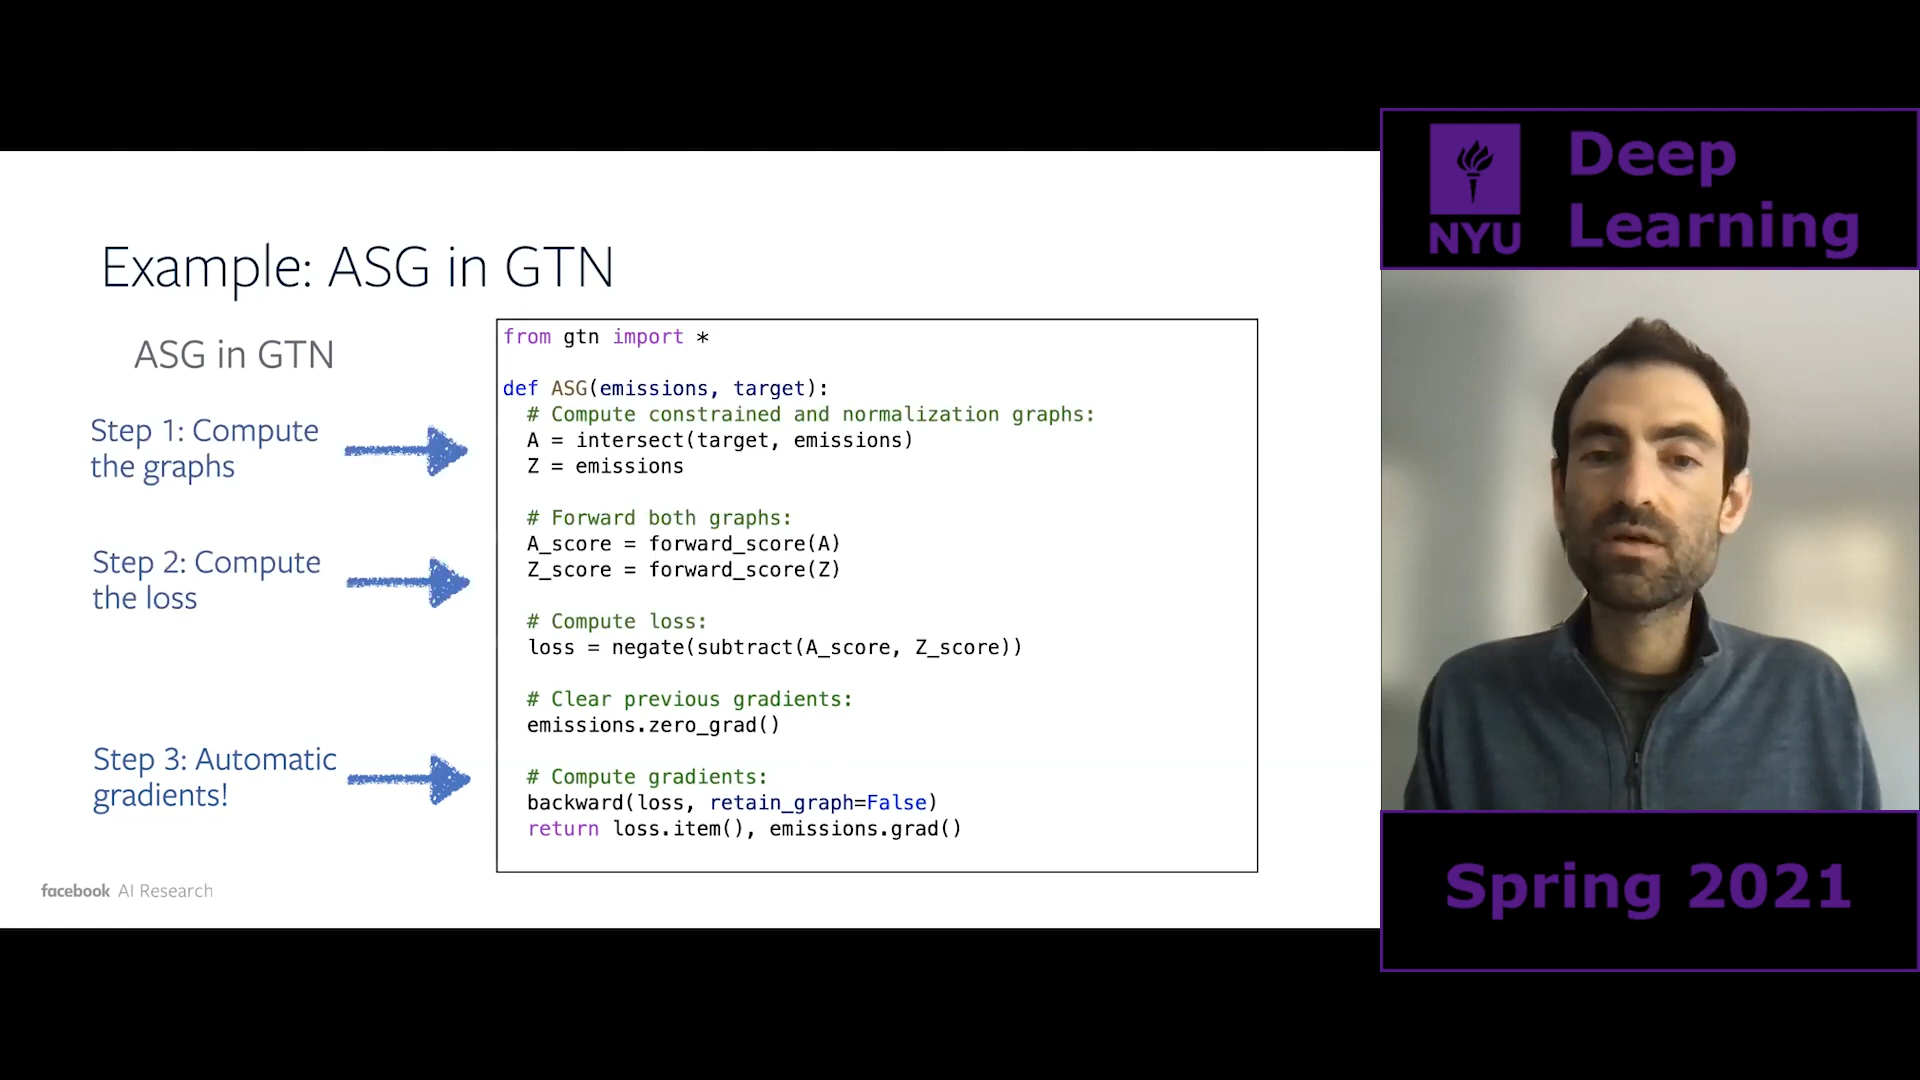 Example: ASG in GTN
ASG in GTN
Step 1: Compute
the graphs
Step 2: Compute
the loss
Step 3: Automatic
gradients!
from gtn import *
def ASG(emissions, target):
# Compute constrained and normalization graphs:
A = intersect(target, emissions)
Z = emissions
# Forward both graphs:
A_score = forward_score(A)
Z_score = forward_score(Z)
# Compute loss:
loss = negate(subtract(A_score, Z_score))
# Clear previous gradients:
emissions.zero_grad()
# Compute gradients:
backward(loss, retain_graph=False)
return loss.item(), emissions.grad()
facebook AI Research
NYU
Deep
Learning
Spring 2021